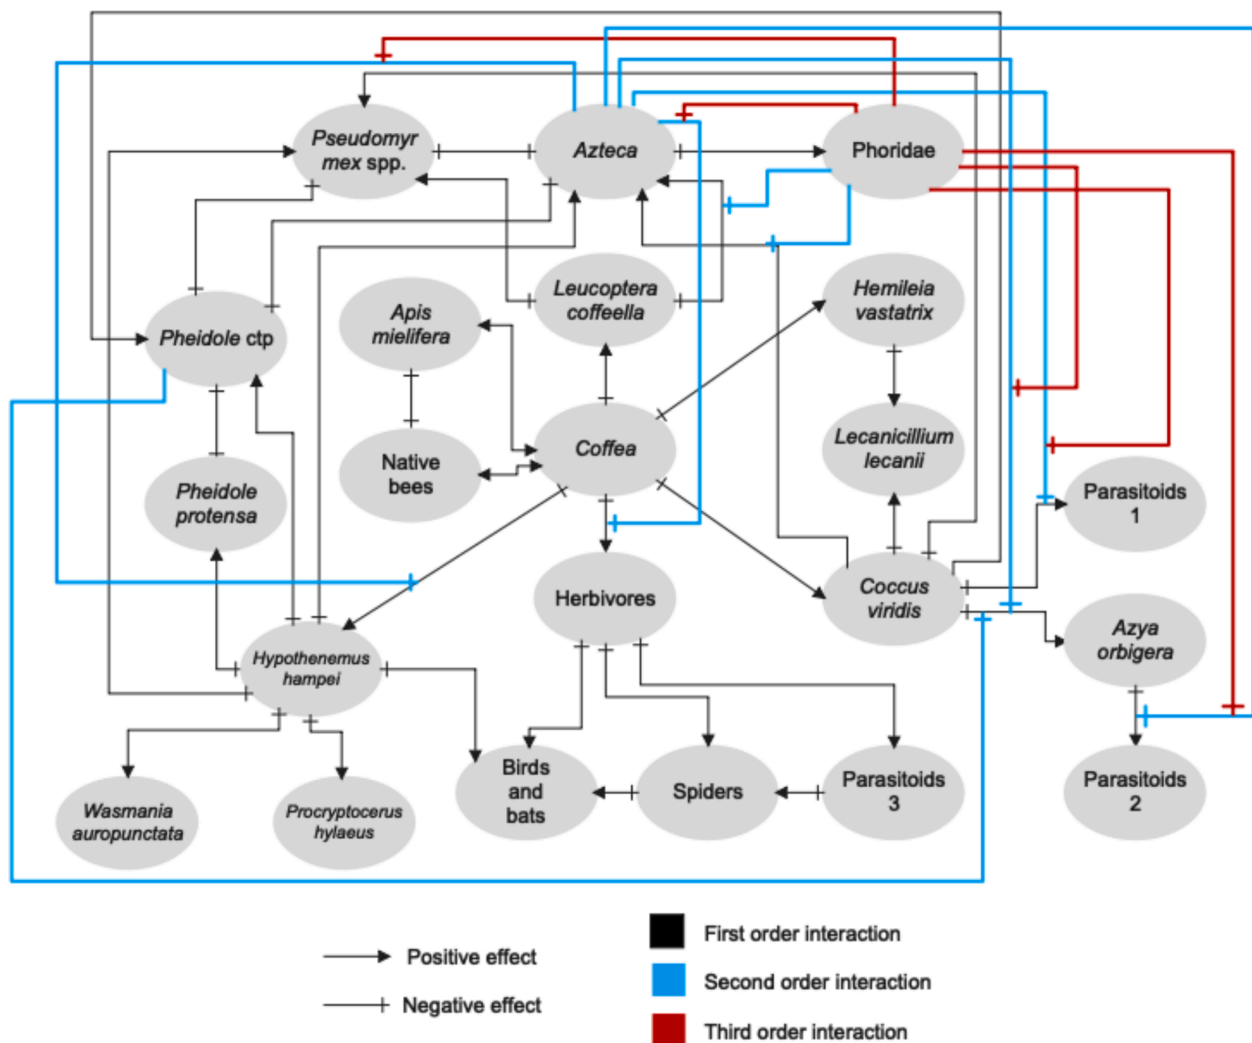 Pseudomyr
mex spp.
Azteca
Phoridae
Leucoptera
coffeella
Hemileia
vastatrix
Apis
mielifera
Pheidole ctp
Coffea
Lecanicillium
lecanii
Native
bees
Pheidole
protensa
Parasitoids
1
Herbivores
Coccus
viridis
Azya
orbigera
Hypothenemus
hampei
Birds
and
bats
Spiders
Parasitoids
3
Parasitoids
2
Wasmania
auropunctata
Procryptocerus
hylaeus
Positive effect
Negative effect
First order interaction
Second order interaction
Third order interaction